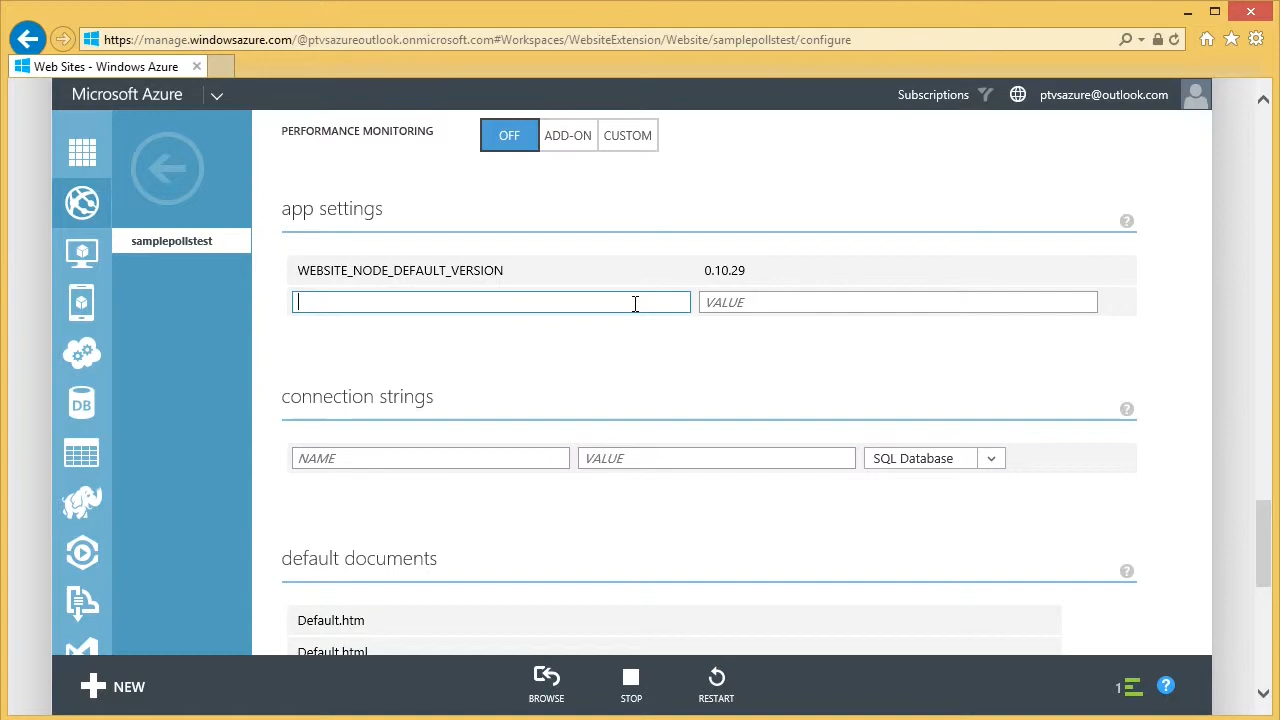 https://manage.windowsazure.com/@ptvsazureoutlook.onmicrosoft.com#Workspaces/WebsiteExtension/Website/samplepollstest/configure
Web Sites - Windows Azure
Microsoft Azure
Subscriptions
ptvsazure@outlook.com
PERFORMANCE MONITORING
OFF
ADD-ON
CUSTOM
app settings
?
samplepollstest
WEBSITE_NODE_DEFAULT_VERSION
0.10.29
VALUE
connection strings
?
DB
NAME
VALUE
SQL Database
default documents
?
Default.htm
Default.html
NEW
BROWSE
STOP
RESTART
1
?